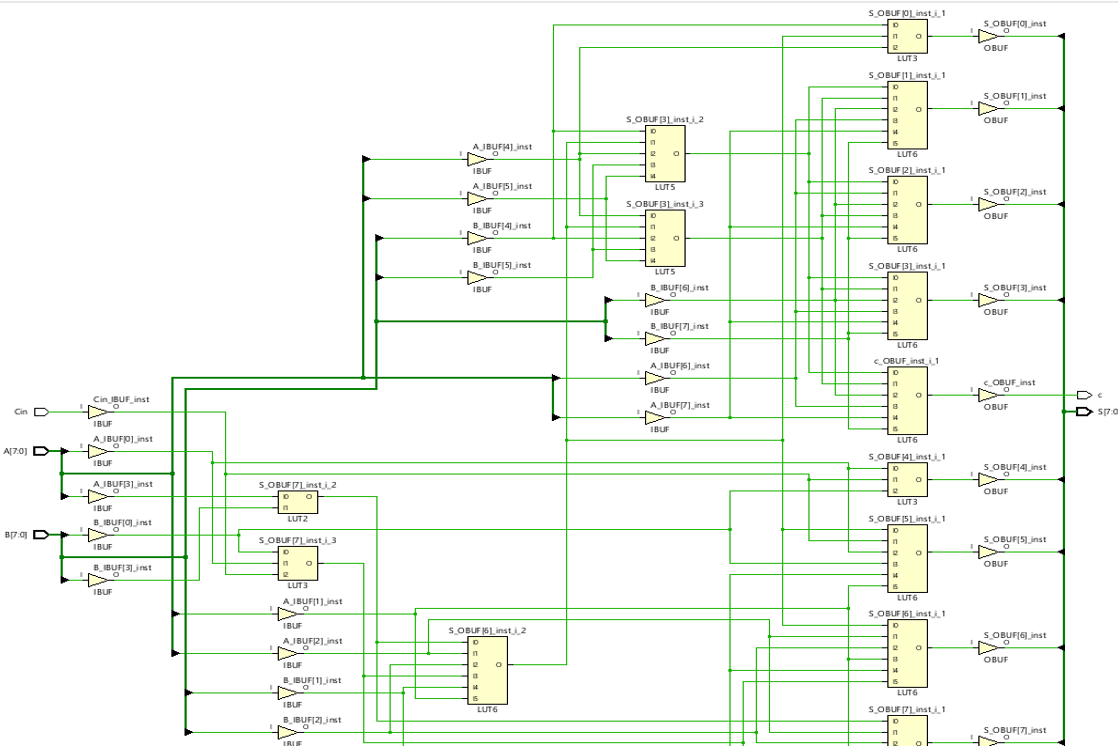 S_OBUF[0]_inst_i_1
I0
I1 O
I2
LUT3
S_OBUF[0]_inst
I O
OBUF
S_OBUF[1]_inst_i_1
I0
I1
I2 O
I3
I4
I5
LUT6
S_OBUF[1]_inst
I O
OBUF
S_OBUF[3]_inst_i_2
I0
I1
I2 O
I3
I4
LUT5
A_IBUF[4]_inst
I O
IBUF
A_IBUF[5]_inst
I O
IBUF
S_OBUF[2]_inst_i_1
I0
I1
I2 O
I3
I4
I5
LUT6
S_OBUF[2]_inst
I O
OBUF
S_OBUF[3]_inst_i_3
I0
I1
I2 O
I3
I4
LUT5
B_IBUF[4]_inst
I O
IBUF
B_IBUF[5]_inst
I O
IBUF
S_OBUF[3]_inst_i_1
I0
I1
I2 O
I3
I4
I5
LUT6
S_OBUF[3]_inst
I O
OBUF
B_IBUF[6]_inst
I O
IBUF
B_IBUF[7]_inst
I O
IBUF
A_IBUF[6]_inst
I O
IBUF
A_IBUF[7]_inst
I O
IBUF
c_OBUF_inst_i_1
I0
I1
I2 O
I3
I4
I5
LUT6
c_OBUF_inst
I O
OBUF
c
S[7:0
Cin
Cin_IBUF_inst
I O
IBUF
A[7:0]
A_IBUF[0]_inst
I O
IBUF
A_IBUF[3]_inst
I O
IBUF
B[7:0]
B_IBUF[0]_inst
I O
IBUF
B_IBUF[3]_inst
I O
IBUF
S_OBUF[7]_inst_i_2
I0 O
I1
LUT2
S_OBUF[7]_inst_i_3
I0
I1 O
I2
LUT3
S_OBUF[4]_inst_i_1
I0
I1 O
I2
LUT3
S_OBUF[4]_inst
I O
OBUF
S_OBUF[5]_inst_i_1
I0
I1
I2 O
I3
I4
I5
LUT6
S_OBUF[5]_inst
I O
OBUF
A_IBUF[1]_inst
I O
IBUF
A_IBUF[2]_inst
I O
IBUF
B_IBUF[1]_inst
I O
IBUF
B_IBUF[2]_inst
I O
IBUF
S_OBUF[6]_inst_i_2
I0
I1
I2 O
I3
I4
I5
LUT6
S_OBUF[6]_inst_i_1
I0
I1
I2 O
I3
I4
I5
LUT6
S_OBUF[6]_inst
I O
OBUF
S_OBUF[7]_inst_i_1
I0
I1
I2 O
S_OBUF[7]_inst
I O